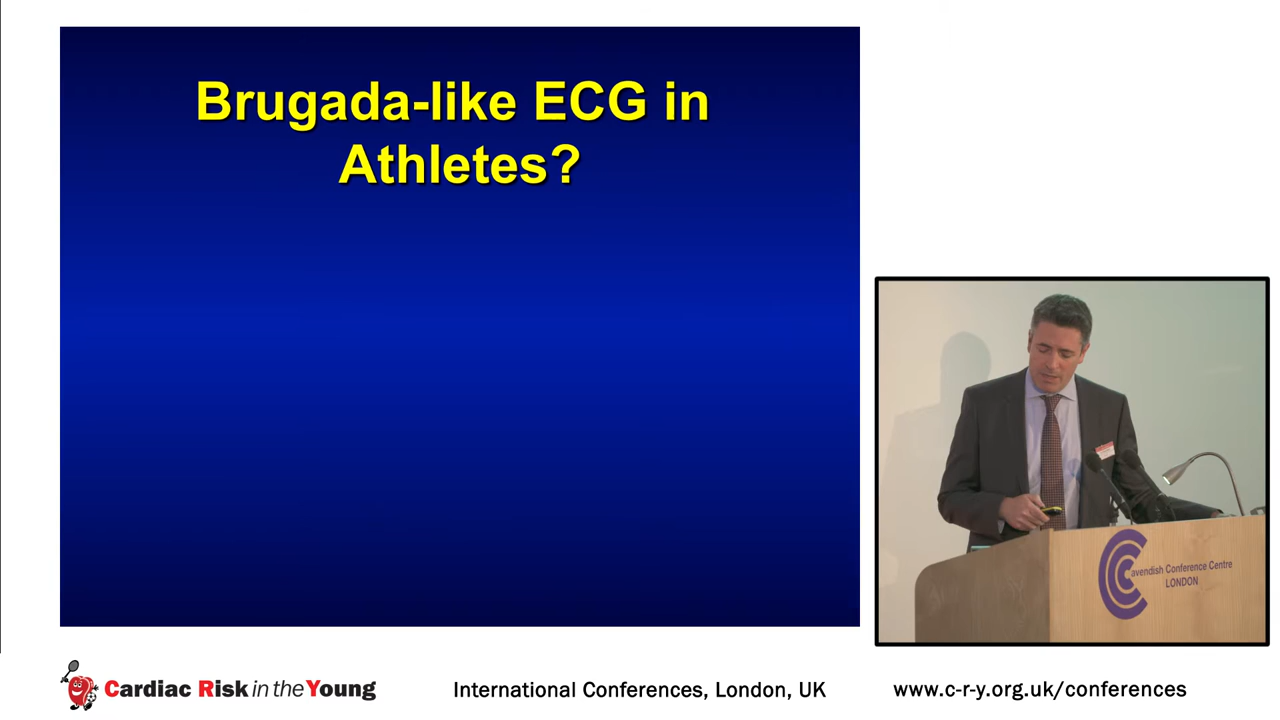 Brugada-like ECG in
Athletes?
avendish Conference Centre
LONDON
Cardiac Risk in the Young
International Conferences, London, UK
www.c-r-y.org.uk/conferences